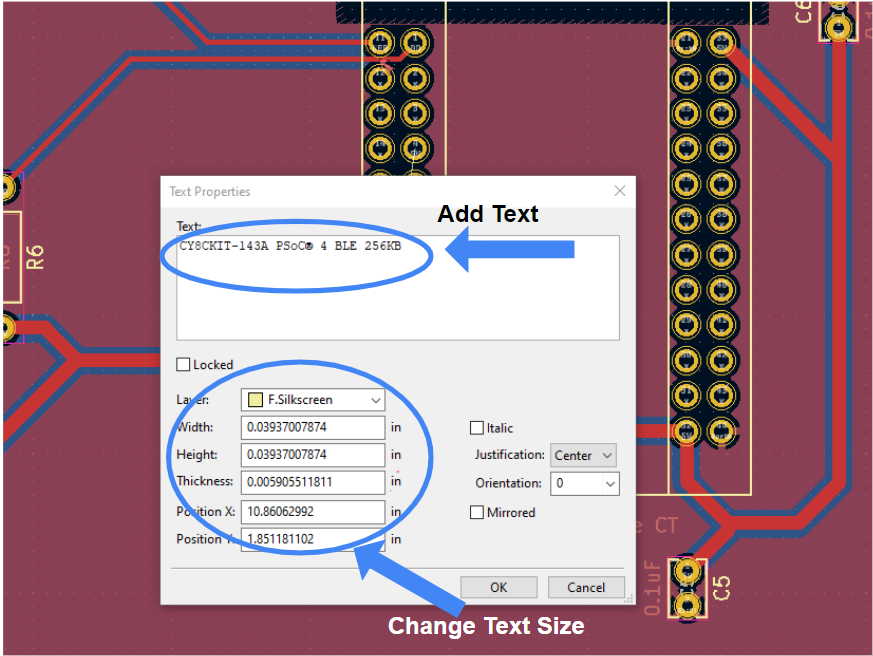 C6
Text Properties
Add Text
Text:
CY8CKIT-143A PSoC® 4 BLE 256KB
R6
Locked
Layer: F.Silkscreen
Width: 0.03937007874 in
Italic
Height: 0.03937007874 in
Justification: Center
Thickness: 0.005905511811 in
Orientation: 0
Position X: 10.86062992 in
Mirrored
Position Y: 1.851181102 in
e CT
OK Cancel
0.1uF
C5
Change Text Size